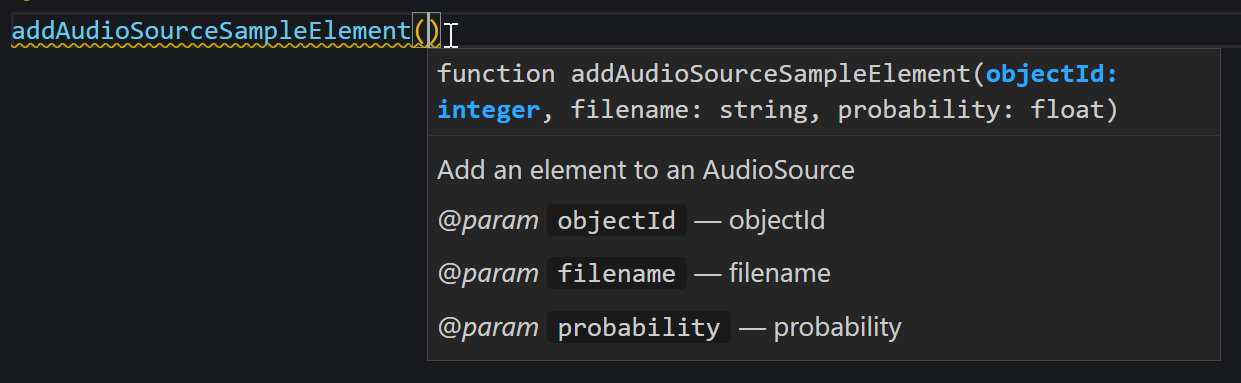 addAudioSourceSampleElement()
function addAudioSourceSampleElement(objectId:
integer, filename: string, probability: float)
Add an element to an AudioSource
@param objectId — objectId
@param filename — filename
@param probability — probability